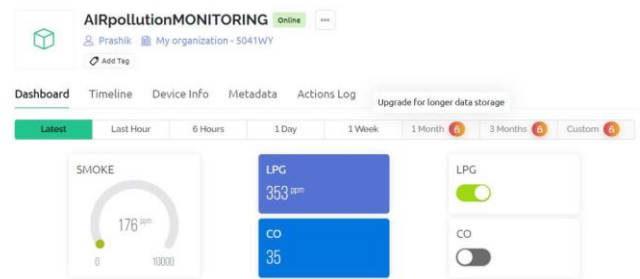 AIRpollutionMONITORING Online ...
Prashik My organization - 5041WY
Add Tag
Dashboard Timeline Device Info Metadata Actions Log
Upgrade for longer data storage
Latest Last Hour 6 Hours 1 Day 1 Week 1 Month 3 Months Custom
SMOKE
176 ppm
0 10000
LPG
353 ppm
CO
35
LPG
CO